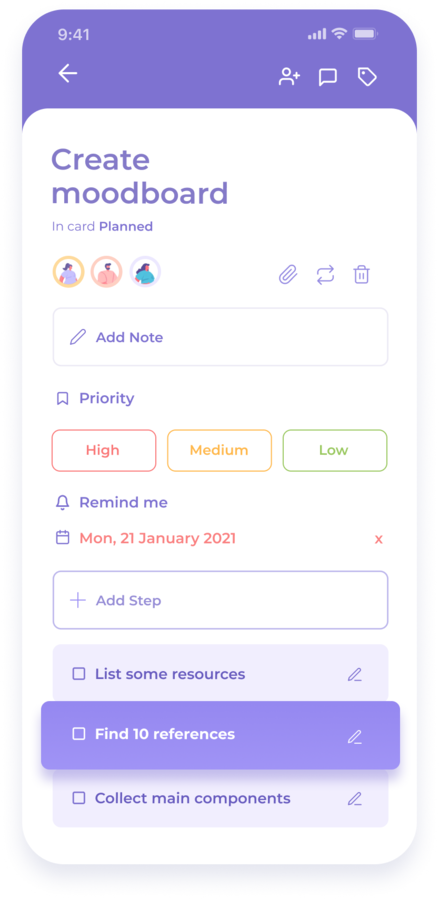 9:41
Create
moodboard
In card Planned
Add Note
Priority
High
Medium
Low
Remind me
Mon, 21 January 2021
x
Add Step
List some resources
Find 10 references
Collect main components